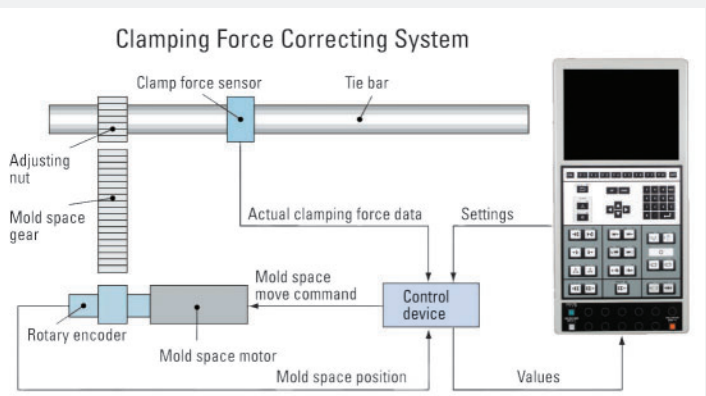 Clamping Force Correcting System
Clamp force sensor
Tie bar
Adjusting
nut
Mold space
gear
Actual clamping force data
Settings
Mold space
move command
Control
device
Rotary encoder
Mold space motor
Mold space position
Values